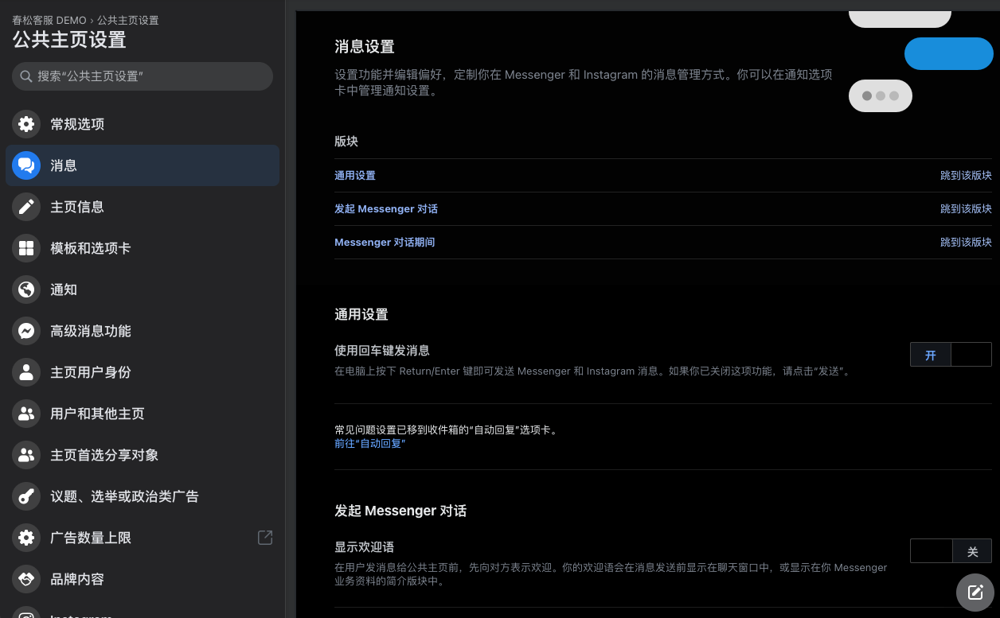 春松客服 DEMO › 公共主页设置
公共主页设置
搜索“公共主页设置”
常规选项
消息
主页信息
模板和选项卡
通知
高级消息功能
主页用户身份
用户和其他主页
主页首选分享对象
议题、选举或政治类广告
广告数量上限
品牌内容
Instagram
消息设置
设置功能并编辑偏好，定制你在 Messenger 和 Instagram 的消息管理方式。你可以在通知选项
卡中管理通知设置。
版块
通用设置 跳到该版块
发起 Messenger 对话 跳到该版块
Messenger 对话期间 跳到该版块
通用设置
使用回车键发消息
开
在电脑上按下 Return/Enter 键即可发送 Messenger 和 Instagram 消息。如果你已关闭这项功能，请点击“发送”。
常见问题设置已移到收件箱的“自动回复”选项卡。
前往“自动回复”
发起 Messenger 对话
显示欢迎语
关
在用户发消息给公共主页前，先向对方表示欢迎。你的欢迎语会在消息发送前显示在聊天窗口中，或显示在你 Messenger
业务资料的简介版块中。